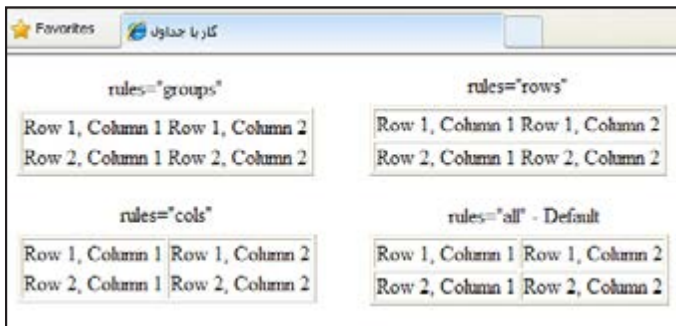 Favorites
کار با جداول
rules="groups"
Row 1, Column 1 Row 1, Column 2
Row 2, Column 1 Row 2, Column 2
rules="rows"
Row 1, Column 1 Row 1, Column 2
Row 2, Column 1 Row 2, Column 2
rules="cols"
Row 1, Column 1 Row 1, Column 2
Row 2, Column 1 Row 2, Column 2
rules="all" - Default
Row 1, Column 1 Row 1, Column 2
Row 2, Column 1 Row 2, Column 2